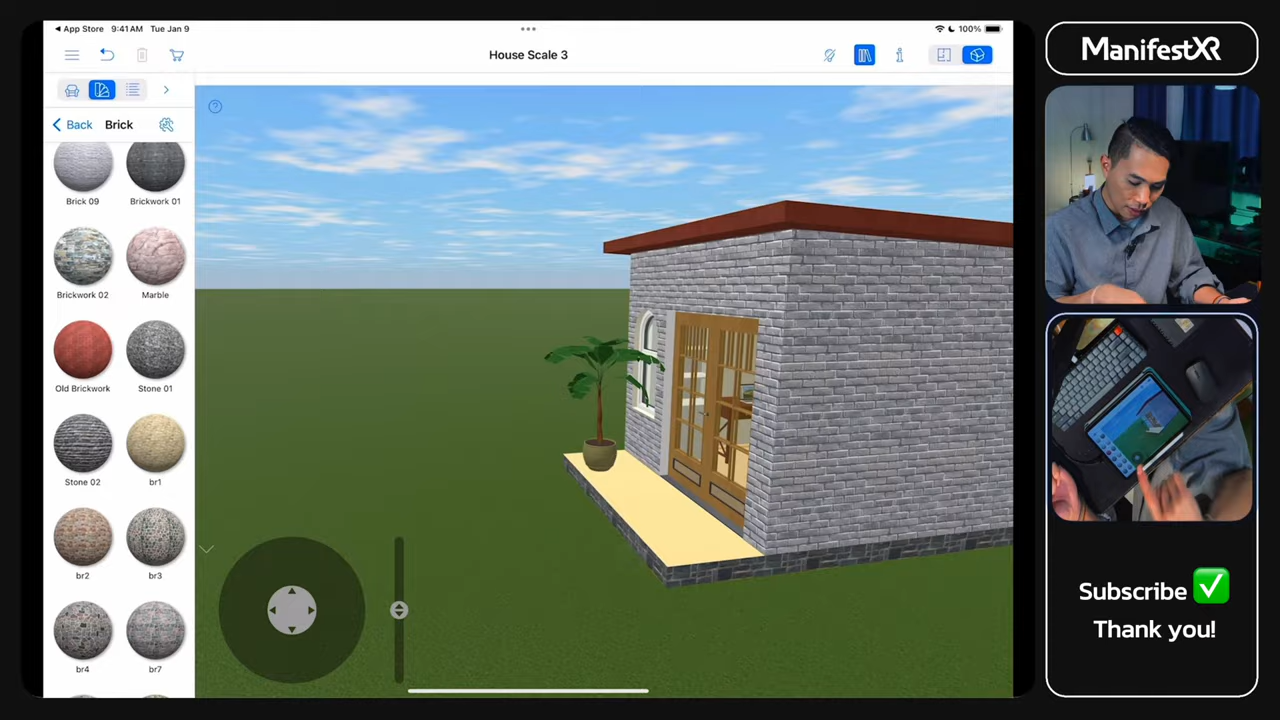 App Store 9:41 AM Tue Jan 9
100%
House Scale 3
Back Brick
Brick 09 Brickwork 01
Brickwork 02 Marble
Old Brickwork Stone 01
Stone 02 br1
br2 br3
br4 br7
ManifestXR
Subscribe
Thank you!